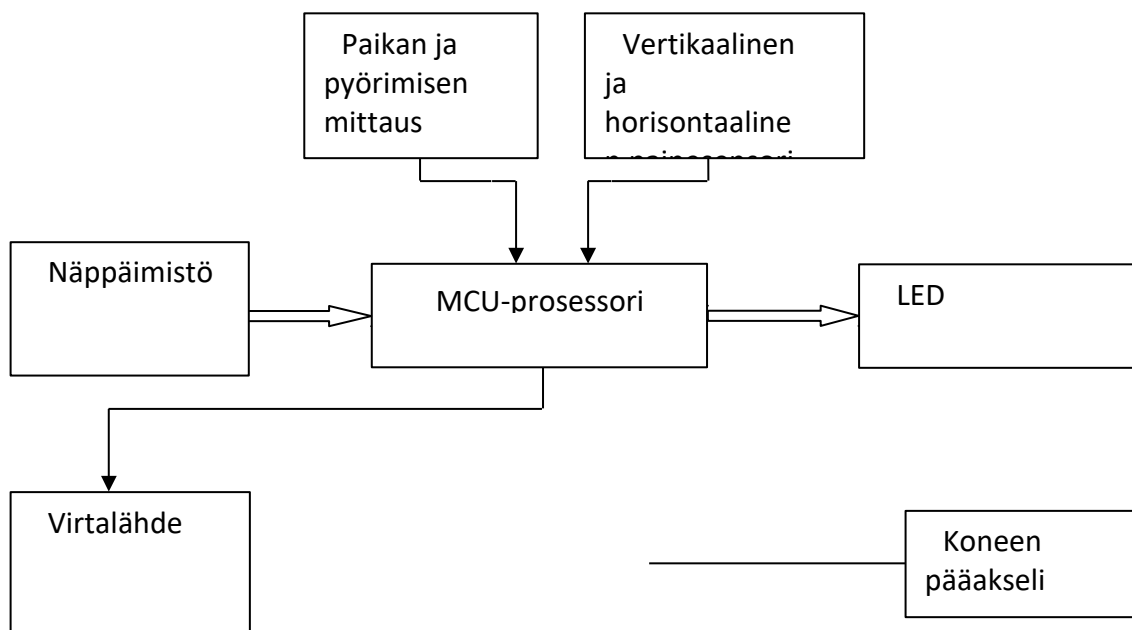 Paikan ja
pyörimisen
mittaus
Vertikaalinen
ja
horisontaaline
Näppäimistö
MCU-prosessori
LED
Virtalähde
Koneen
pääakseli